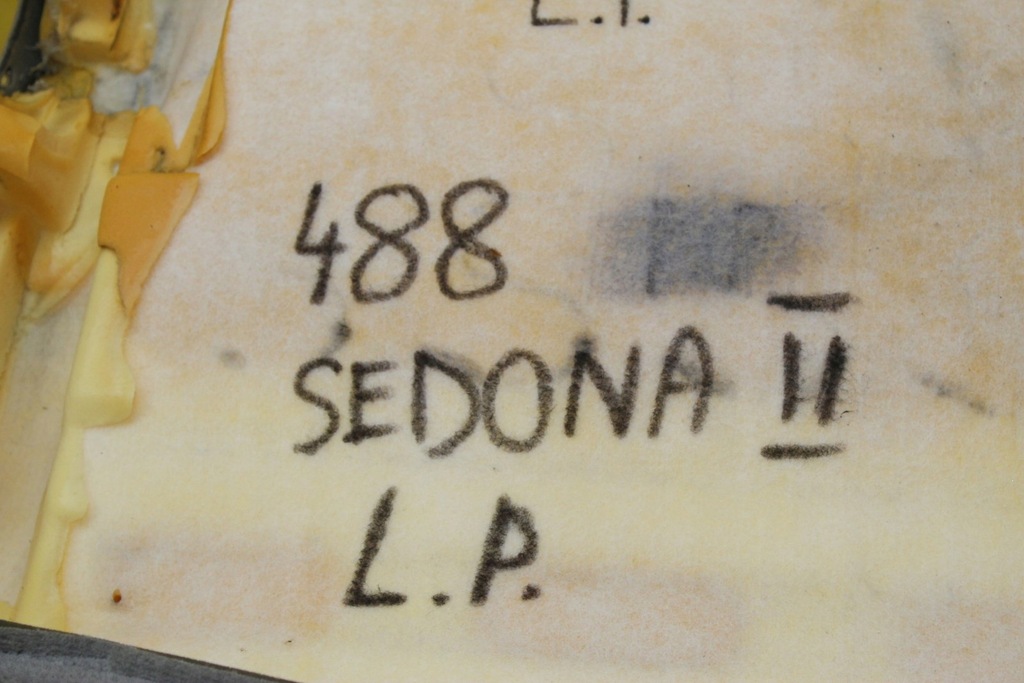 488
SEDONA II
L.P.